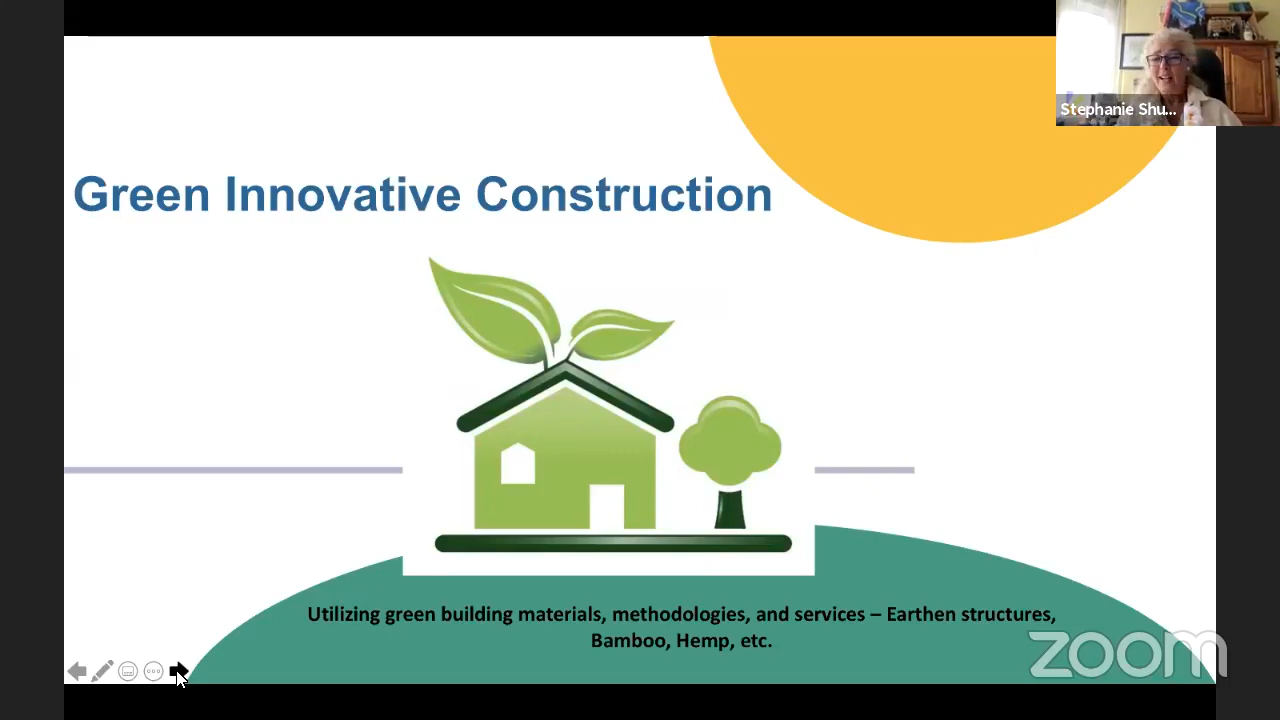 Stephanie Shu...
Green Innovative Construction
Utilizing green building materials, methodologies, and services – Earthen structures,
Bamboo, Hemp, etc.
zoom